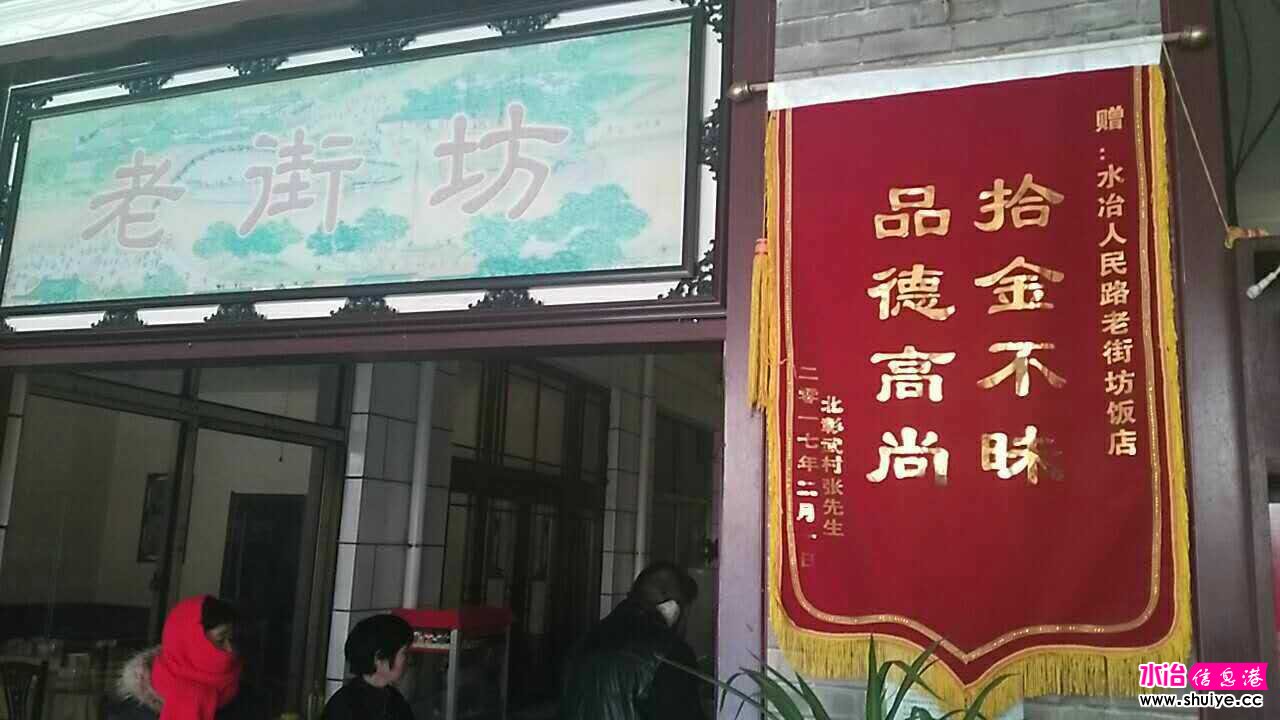 老街坊
赠：水冶人民路老街坊饭店
拾金不昧
品德高尚
北彰武村张先生
二零一七年二月 日
水冶信息港
www.shuiye.cc